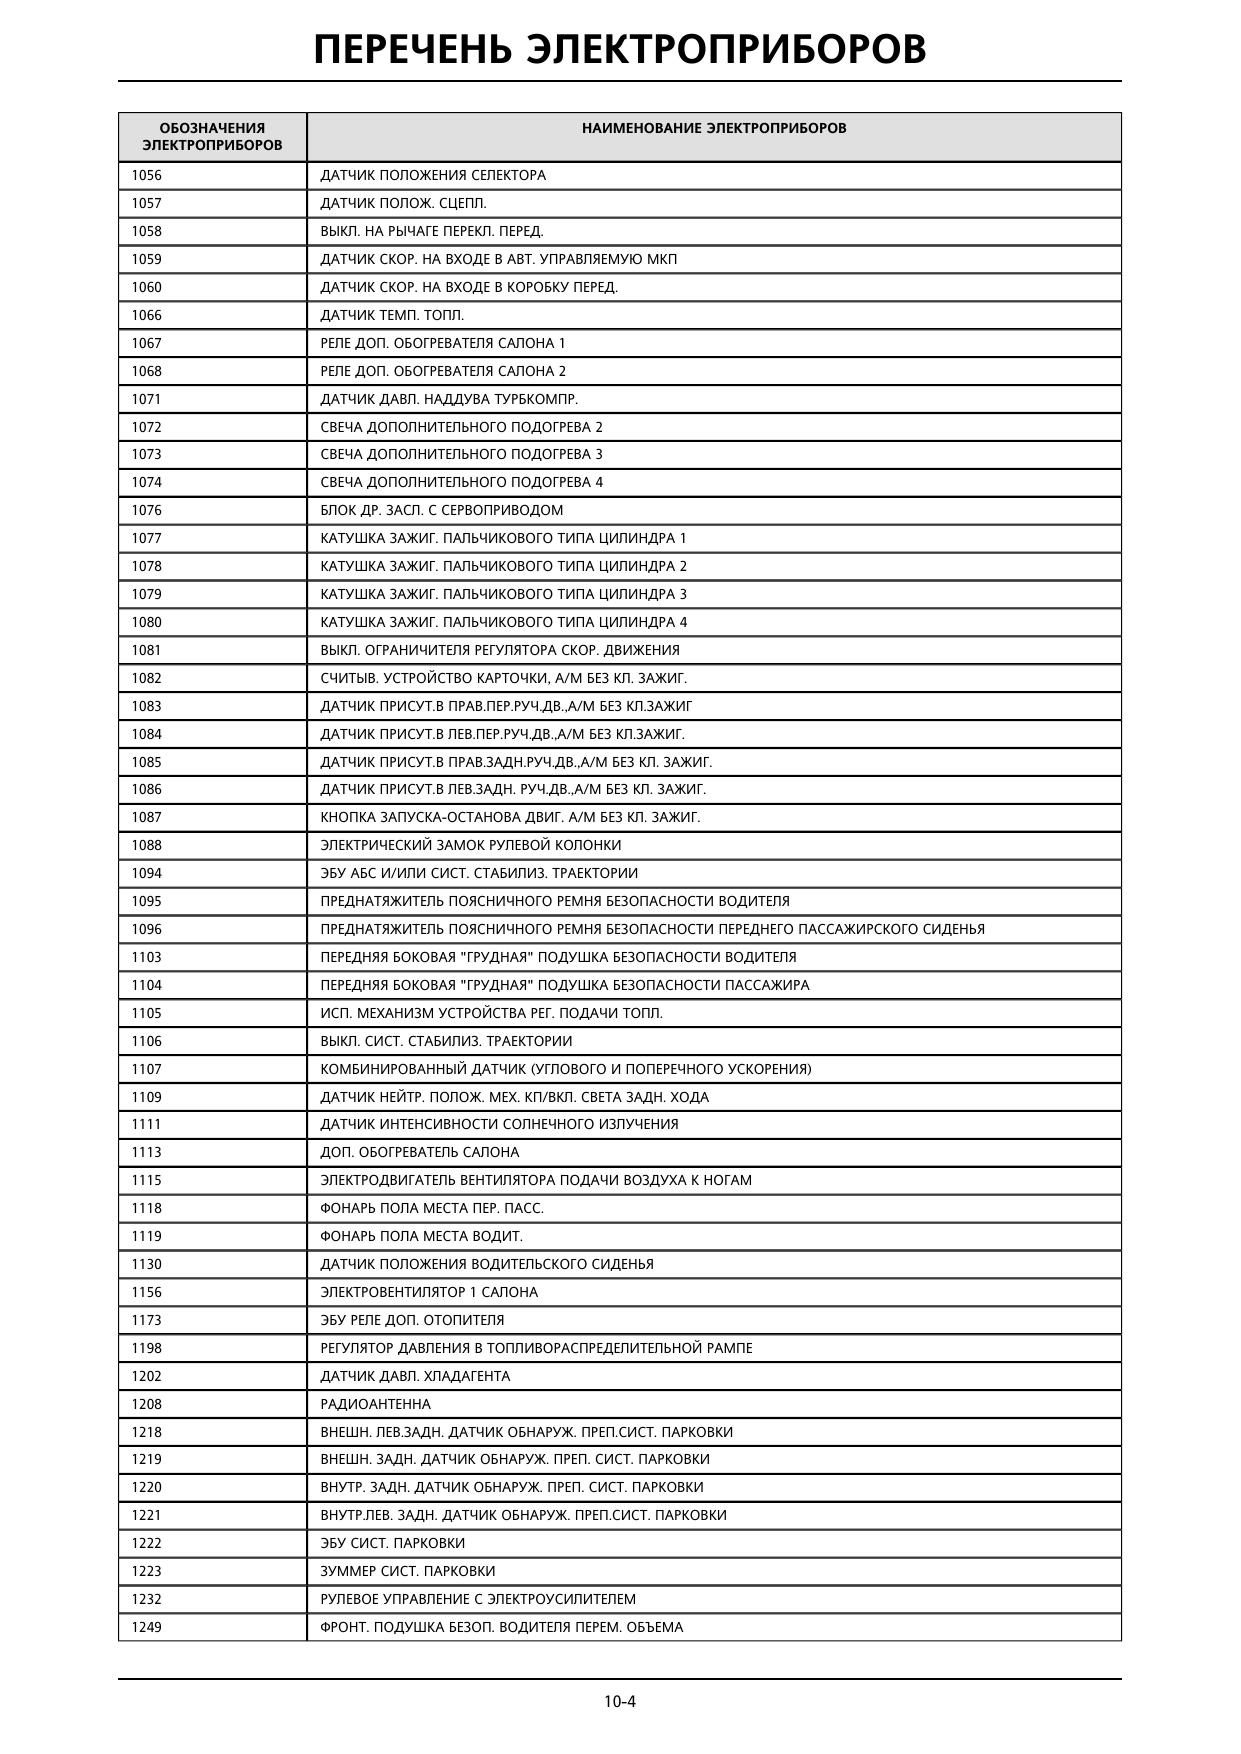 ПЕРЕЧЕНЬ ЭЛЕКТРОПРИБОРОВ
ОБОЗНАЧЕНИЯ ЭЛЕКТРОПРИБОРОВ НАИМЕНОВАНИЕ ЭЛЕКТРОПРИБОРОВ
1056 ДАТЧИК ПОЛОЖЕНИЯ СЕЛЕКТОРА
1057 ДАТЧИК ПОЛОЖ. СЦЕПЛ.
1058 ВЫКЛ. НА РЫЧАГЕ ПЕРЕКЛ. ПЕРЕД.
1059 ДАТЧИК СКОР. НА ВХОДЕ В АВТ. УПРАВЛЯЕМУЮ МКП
1060 ДАТЧИК СКОР. НА ВХОДЕ В КОРОБКУ ПЕРЕД.
1066 ДАТЧИК ТЕМП. ТОПЛ.
1067 РЕЛЕ ДОП. ОБОГРЕВАТЕЛЯ САЛОНА 1
1068 РЕЛЕ ДОП. ОБОГРЕВАТЕЛЯ САЛОНА 2
1071 ДАТЧИК ДАВЛ. НАДДУВА ТУРБКОМПР.
1072 СВЕЧА ДОПОЛНИТЕЛЬНОГО ПОДОГРЕВА 2
1073 СВЕЧА ДОПОЛНИТЕЛЬНОГО ПОДОГРЕВА 3
1074 СВЕЧА ДОПОЛНИТЕЛЬНОГО ПОДОГРЕВА 4
1076 БЛОК ДР. ЗАСЛ. С СЕРВОПРИВОДОМ
1077 КАТУШКА ЗАЖИГ. ПАЛЬЧИКОВОГО ТИПА ЦИЛИНДРА 1
1078 КАТУШКА ЗАЖИГ. ПАЛЬЧИКОВОГО ТИПА ЦИЛИНДРА 2
1079 КАТУШКА ЗАЖИГ. ПАЛЬЧИКОВОГО ТИПА ЦИЛИНДРА 3
1080 КАТУШКА ЗАЖИГ. ПАЛЬЧИКОВОГО ТИПА ЦИЛИНДРА 4
1081 ВЫКЛ. ОГРАНИЧИТЕЛЯ РЕГУЛЯТОРА СКОР. ДВИЖЕНИЯ
1082 СЧИТЫВ. УСТРОЙСТВО КАРТОЧКИ, А/М БЕЗ КЛ. ЗАЖИГ.
1083 ДАТЧИК ПРИСУТ.В ПРАВ.ПЕР.РУЧ.ДВ.,А/М БЕЗ КЛ.ЗАЖИГ
1084 ДАТЧИК ПРИСУТ.В ЛЕВ.ПЕР.РУЧ.ДВ.,А/М БЕЗ КЛ.ЗАЖИГ.
1085 ДАТЧИК ПРИСУТ.В ПРАВ.ЗАДН.РУЧ.ДВ.,А/М БЕЗ КЛ. ЗАЖИГ.
1086 ДАТЧИК ПРИСУТ.В ЛЕВ.ЗАДН. РУЧ.ДВ.,А/М БЕЗ КЛ. ЗАЖИГ.
1087 КНОПКА ЗАПУСКА-ОСТАНОВА ДВИГ. А/М БЕЗ КЛ. ЗАЖИГ.
1088 ЭЛЕКТРИЧЕСКИЙ ЗАМОК РУЛЕВОЙ КОЛОНКИ
1094 ЭБУ АБС И/ИЛИ СИСТ. СТАБИЛИЗ. ТРАЕКТОРИИ
1095 ПРЕДНАТЯЖИТЕЛЬ ПОЯСНИЧНОГО РЕМНЯ БЕЗОПАСНОСТИ ВОДИТЕЛЯ
1096 ПРЕДНАТЯЖИТЕЛЬ ПОЯСНИЧНОГО РЕМНЯ БЕЗОПАСНОСТИ ПЕРЕДНЕГО ПАССАЖИРСКОГО СИДЕНЬЯ
1103 ПЕРЕДНЯЯ БОКОВАЯ "ГРУДНАЯ" ПОДУШКА БЕЗОПАСНОСТИ ВОДИТЕЛЯ
1104 ПЕРЕДНЯЯ БОКОВАЯ "ГРУДНАЯ" ПОДУШКА БЕЗОПАСНОСТИ ПАССАЖИРА
1105 ИСП. МЕХАНИЗМ УСТРОЙСТВА РЕГ. ПОДАЧИ ТОПЛ.
1106 ВЫКЛ. СИСТ. СТАБИЛИЗ. ТРАЕКТОРИИ
1107 КОМБИНИРОВАННЫЙ ДАТЧИК (УГЛОВОГО И ПОПЕРЕЧНОГО УСКОРЕНИЯ)
1109 ДАТЧИК НЕЙТР. ПОЛОЖ. МЕХ. КП/ВКЛ. СВЕТА ЗАДН. ХОДА
1111 ДАТЧИК ИНТЕНСИВНОСТИ СОЛНЕЧНОГО ИЗЛУЧЕНИЯ
1113 ДОП. ОБОГРЕВАТЕЛЬ САЛОНА
1115 ЭЛЕКТРОДВИГАТЕЛЬ ВЕНТИЛЯТОРА ПОДАЧИ ВОЗДУХА К НОГАМ
1118 ФОНАРЬ ПОЛА МЕСТА ПЕР. ПАСС.
1119 ФОНАРЬ ПОЛА МЕСТА ВОДИТ.
1130 ДАТЧИК ПОЛОЖЕНИЯ ВОДИТЕЛЬСКОГО СИДЕНЬЯ
1156 ЭЛЕКТРОВЕНТИЛЯТОР 1 САЛОНА
1173 ЭБУ РЕЛЕ ДОП. ОТОПИТЕЛЯ
1198 РЕГУЛЯТОР ДАВЛЕНИЯ В ТОПЛИВОРАСПРЕДЕЛИТЕЛЬНОЙ РАМПЕ
1202 ДАТЧИК ДАВЛ. ХЛАДАГЕНТА
1208 РАДИОАНТЕННА
1218 ВНЕШН. ЛЕВ.ЗАДН. ДАТЧИК ОБНАРУЖ. ПРЕП.СИСТ. ПАРКОВКИ
1219 ВНЕШН. ЗАДН. ДАТЧИК ОБНАРУЖ. ПРЕП. СИСТ. ПАРКОВКИ
1220 ВНУТР. ЗАДН. ДАТЧИК ОБНАРУЖ. ПРЕП. СИСТ. ПАРКОВКИ
1221 ВНУТР.ЛЕВ. ЗАДН. ДАТЧИК ОБНАРУЖ. ПРЕП.СИСТ. ПАРКОВКИ
1222 ЭБУ СИСТ. ПАРКОВКИ
1223 ЗУММЕР СИСТ. ПАРКОВКИ
1232 РУЛЕВОЕ УПРАВЛЕНИЕ С ЭЛЕКТРОУСИЛИТЕЛЕМ
1249 ФРОНТ. ПОДУШКА БЕЗОП. ВОДИТЕЛЯ ПЕРЕМ. ОБЪЕМА
10-4